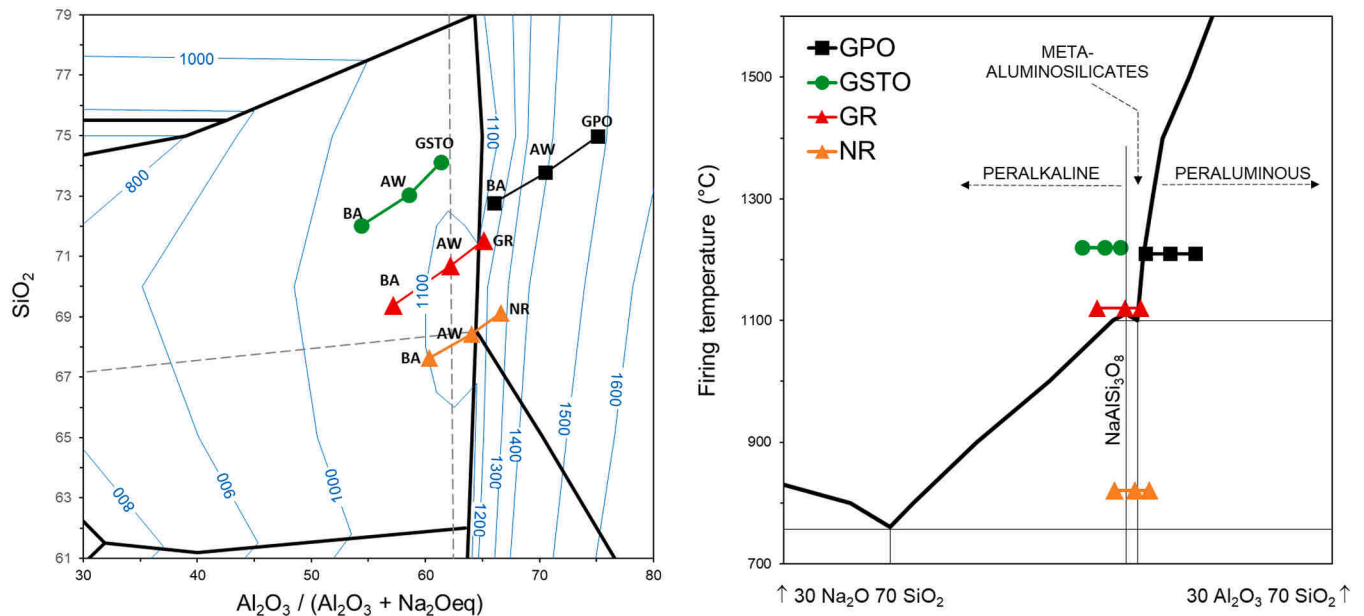 79
77
75
73
71
69
67
65
63
61
SiO2
30
40
50
60
70
80
Al2O3 / (Al2O3 + Na2Oeq)
1000
800
1100
GPO
AW
BA
GSTO
AW
BA
GR
AW
BA
1100
NR
AW
BA
800
900
1000
1200
1300
1400
1500
1600
1500
1300
1100
900
700
Firing temperature (°C)
GPO
GSTO
GR
NR
META-
ALUMINOSILICATES
PERALKALINE
PERALUMINOUS
NaAlSi3O8
↑ 30 Na2O 70 SiO2
30 Al2O3 70 SiO2 ↑